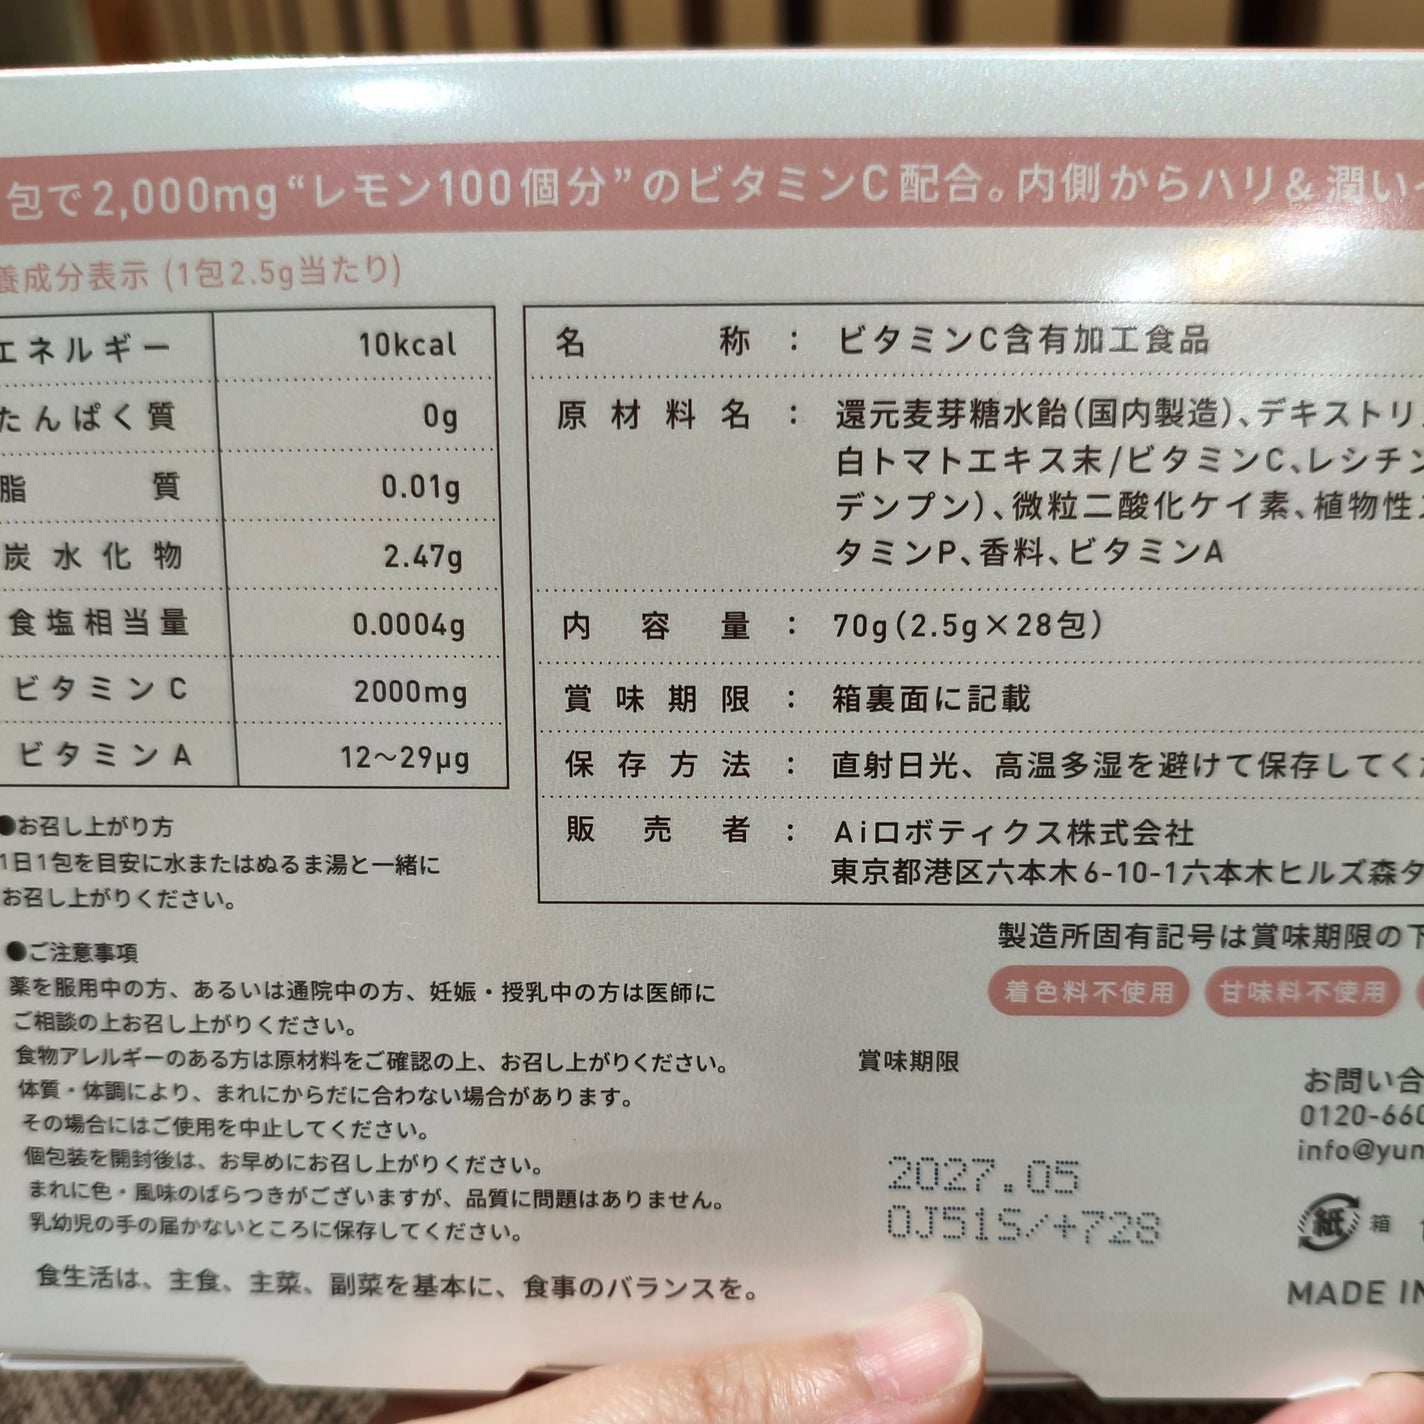 包で2,000mg“レモン100個分”のビタミンC配合。内側からハリ&潤い
養成分表示 (1包2.5g当たり)
エネルギー 10kcal
たんぱく質 0g
脂質 0.01g
炭水化物 2.47g
食塩相当量 0.0004g
ビタミンC 2000mg
ビタミンA 12〜29μg
●お召し上がり方
1日1包を目安に水またはぬるま湯と一緒に
お召し上がりください。
●ご注意事項
薬を服用中の方、あるいは通院中の方、妊娠・授乳中の方は医師に
ご相談の上お召し上がりください。
食物アレルギーのある方は原材料をご確認の上、お召し上がりください。
体質・体調により、まれにからだに合わない場合があります。
その場合にはご使用を中止してください。
個包装を開封後は、お早めにお召し上がりください。
まれに色・風味のばらつきがございますが、品質に問題はありません。
乳幼児の手の届かないところに保存してください。
食生活は、主食、主菜、副菜を基本に、食事のバランスを。
名称：ビタミンC含有加工食品
原材料名：還元麦芽糖水飴(国内製造)、デキストリ
白トマトエキス末/ビタミンC、レシチン
デンプン)、微粒二酸化ケイ素、植物性
タミンP、香料、ビタミンA
内容量：70g(2.5g×28包)
賞味期限：箱裏面に記載
保存方法：直射日光、高温多湿を避けて保存してく
販売者：Aiロボティクス株式会社
東京都港区六本木6-10-1六本木ヒルズ森タ
製造所固有記号は賞味期限の下
着色料不使用 甘味料不使用
賞味期限
2027.05
OJ51S/+728
お問い合
0120-660
info@yun
紙 箱
MADE IN